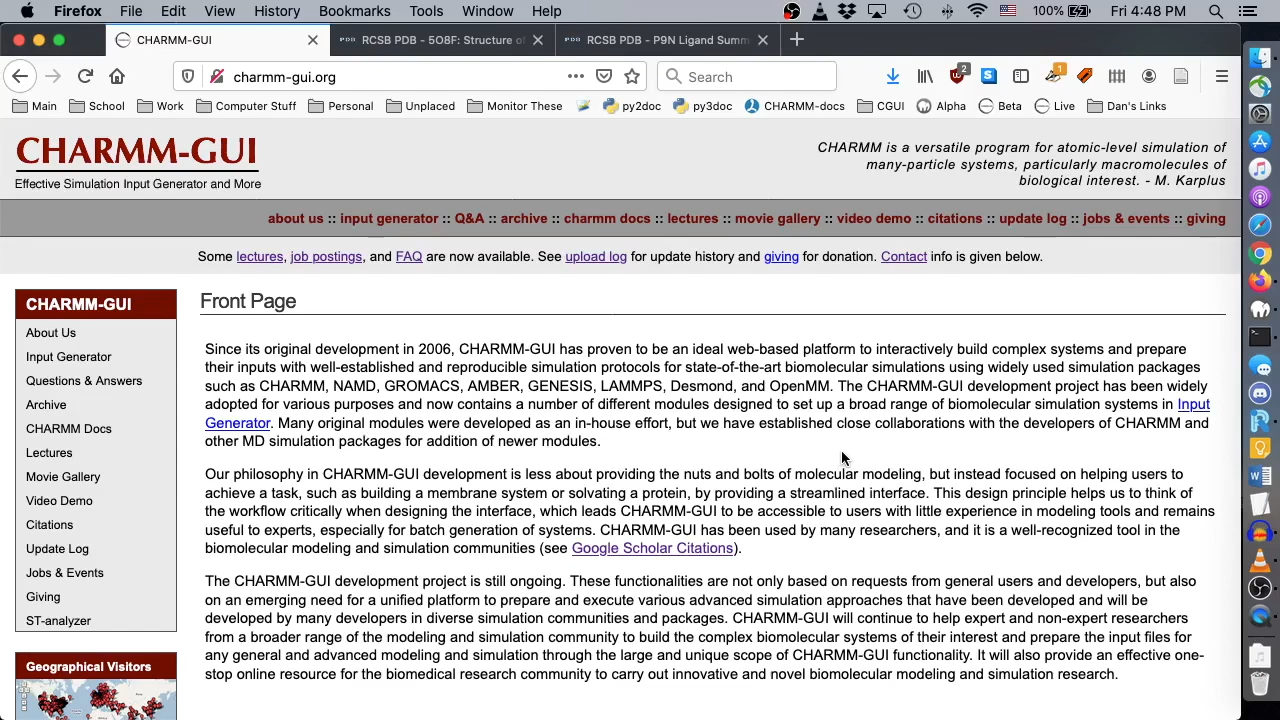 Firefox File Edit View History Bookmarks Tools Window Help 100% Fri 4:48 PM
CHARMM-GUI RCSB PDB - 5O8F: Structure of RCSB PDB - P9N Ligand Summ
charmm-gui.org Search 2 1
Main School Work Computer Stuff Personal Unplaced Monitor These py2doc py3doc CHARMM-docs CGUI Alpha Beta Live Dan's Links
CHARMM-GUI
Effective Simulation Input Generator and More
CHARMM is a versatile program for atomic-level simulation of
many-particle systems, particularly macromolecules of
biological interest. - M. Karplus
about us :: input generator :: Q&A :: archive :: charmm docs :: lectures :: movie gallery :: video demo :: citations :: update log :: jobs & events :: giving
Some lectures, job postings, and FAQ are now available. See upload log for update history and giving for donation. Contact info is given below.
CHARMM-GUI
About Us
Input Generator
Questions & Answers
Archive
CHARMM Docs
Lectures
Movie Gallery
Video Demo
Citations
Update Log
Jobs & Events
Giving
ST-analyzer
Geographical Visitors
Front Page
Since its original development in 2006, CHARMM-GUI has proven to be an ideal web-based platform to interactively build complex systems and prepare
their inputs with well-established and reproducible simulation protocols for state-of-the-art biomolecular simulations using widely used simulation packages
such as CHARMM, NAMD, GROMACS, AMBER, GENESIS, LAMMPS, Desmond, and OpenMM. The CHARMM-GUI development project has been widely
adopted for various purposes and now contains a number of different modules designed to set up a broad range of biomolecular simulation systems in Input
Generator. Many original modules were developed as an in-house effort, but we have established close collaborations with the developers of CHARMM and
other MD simulation packages for addition of newer modules.
Our philosophy in CHARMM-GUI development is less about providing the nuts and bolts of molecular modeling, but instead focused on helping users to
achieve a task, such as building a membrane system or solvating a protein, by providing a streamlined interface. This design principle helps us to think of
the workflow critically when designing the interface, which leads CHARMM-GUI to be accessible to users with little experience in modeling tools and remains
useful to experts, especially for batch generation of systems. CHARMM-GUI has been used by many researchers, and it is a well-recognized tool in the
biomolecular modeling and simulation communities (see Google Scholar Citations).
The CHARMM-GUI development project is still ongoing. These functionalities are not only based on requests from general users and developers, but also
on an emerging need for a unified platform to prepare and execute various advanced simulation approaches that have been developed and will be
developed by many developers in diverse simulation communities and packages. CHARMM-GUI will continue to help expert and non-expert researchers
from a broader range of the modeling and simulation community to build the complex biomolecular systems of their interest and prepare the input files for
any general and advanced modeling and simulation through the large and unique scope of CHARMM-GUI functionality. It will also provide an effective one-
stop online resource for the biomedical research community to carry out innovative and novel biomolecular modeling and simulation research.